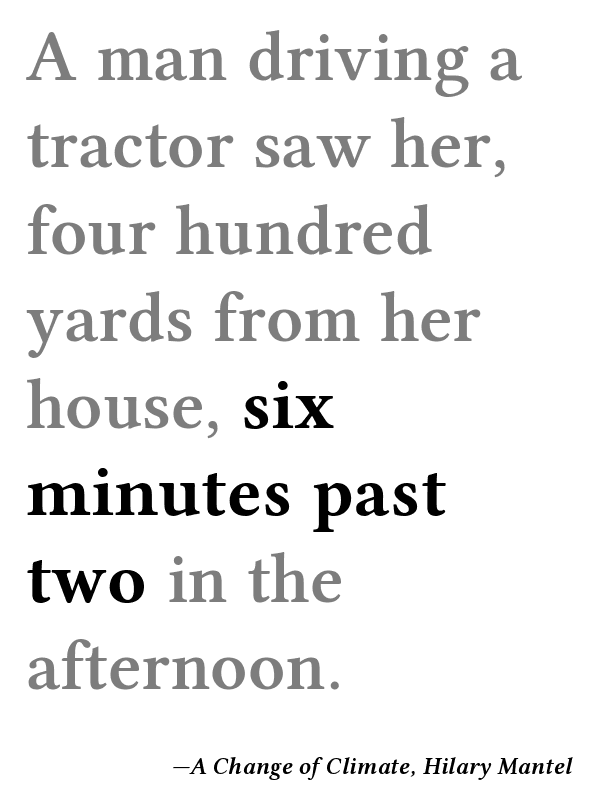 A man driving a
tractor saw her,
four hundred
yards from her
house, six
minutes past
two in the
afternoon.
—A Change of Climate, Hilary Mantel